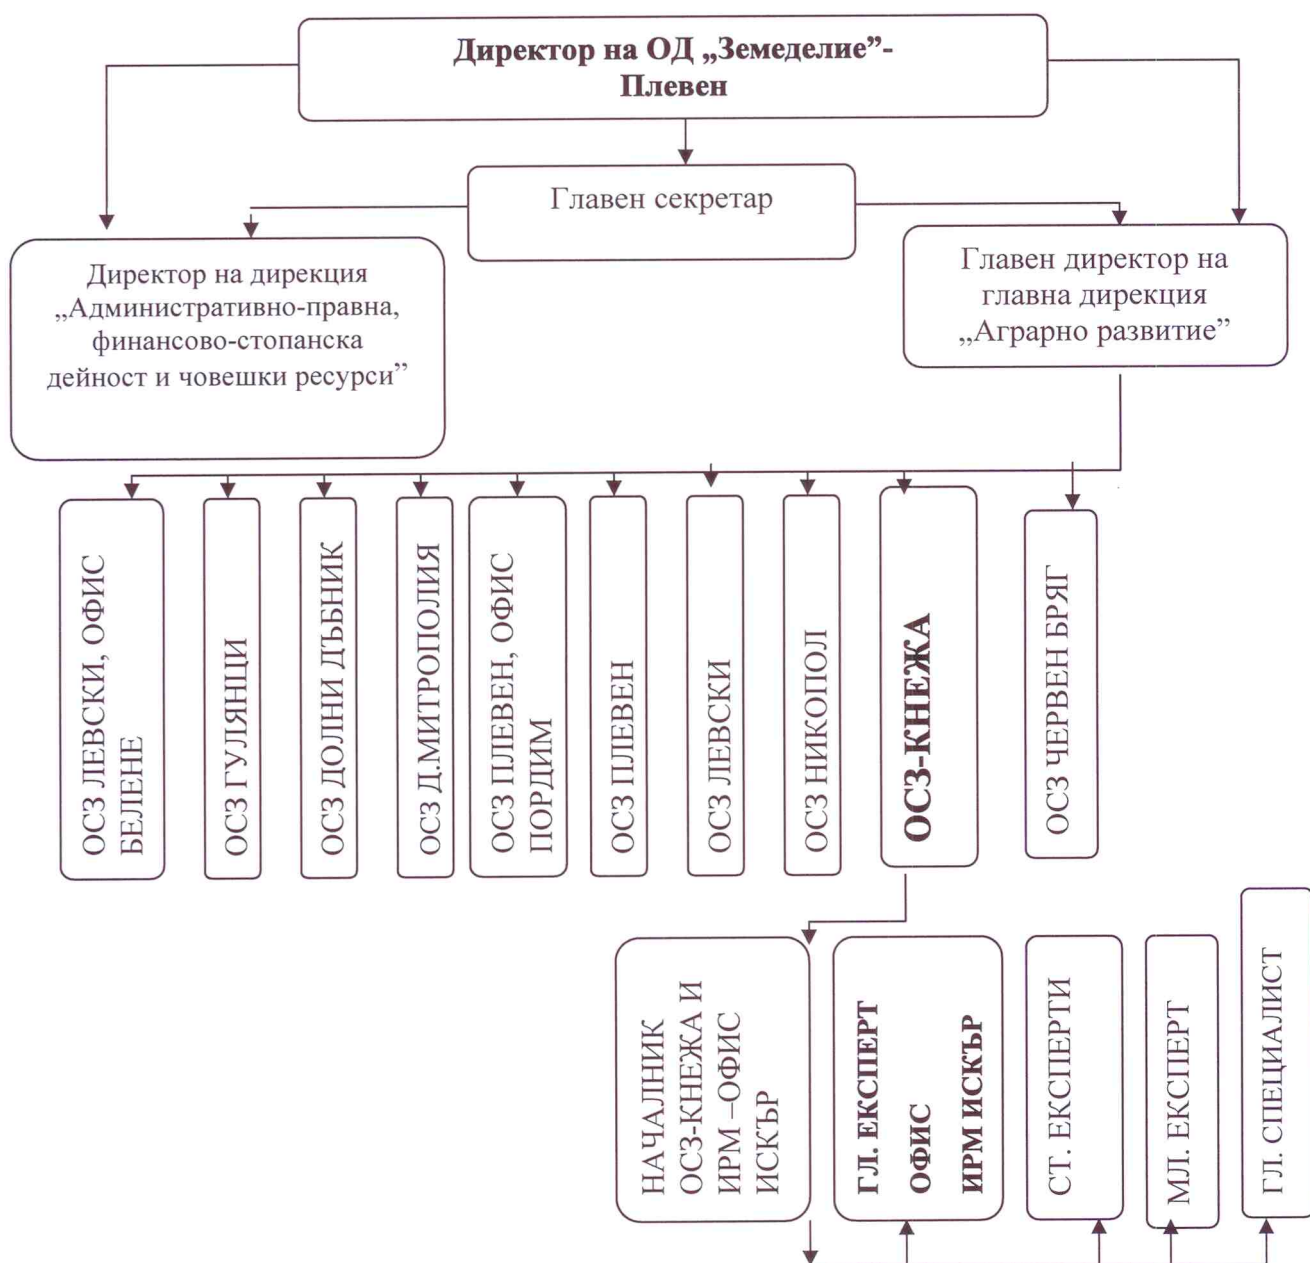 Директор на ОД „Земеделие”-
Плевен
Главен секретар
Директор на дирекция
„Административно-правна,
финансово-стопанска
дейност и човешки ресурси”
Главен директор на
главна дирекция
„Аграрно развитие”
ОСЗ ЛЕВСКИ, ОФИС
БЕЛЕНЕ
ОСЗ ГУЛЯНЦИ
ОСЗ ДОЛНИ ДЪБНИК
ОСЗ Д.МИТРОПОЛИЯ
ОСЗ ПЛЕВЕН, ОФИС
ПОРДИМ
ОСЗ ПЛЕВЕН
ОСЗ ЛЕВСКИ
ОСЗ НИКОПОЛ
ОСЗ-КНЕЖА
ОСЗ ЧЕРВЕН БРЯГ
НАЧАЛНИК
ОСЗ-КНЕЖА И
ИРМ –ОФИС
ИСКЪР
ГЛ. ЕКСПЕРТ
ОФИС
ИРМ ИСКЪР
СТ. ЕКСПЕРТИ
МЛ. ЕКСПЕРТ
ГЛ. СПЕЦИАЛИСТ